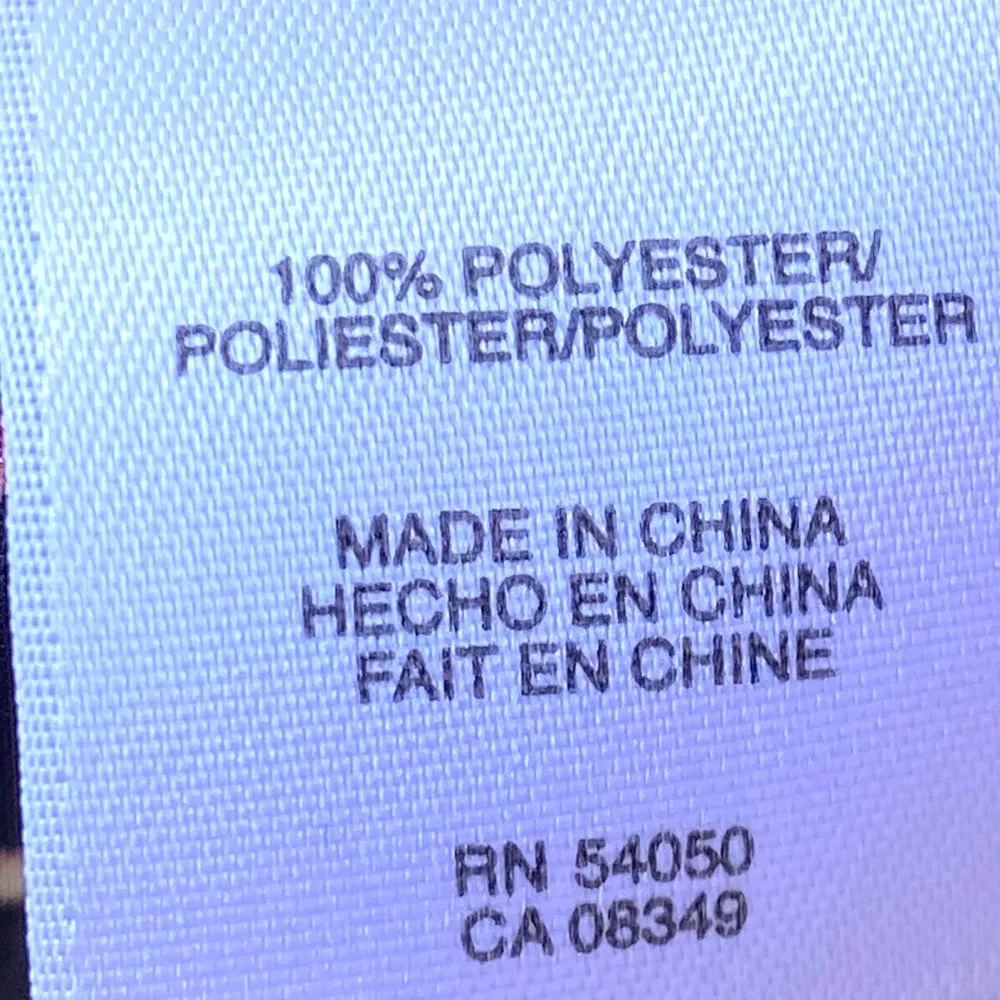 100% POLYESTER/
POLIESTER/POLYESTER
MADE IN CHINA
HECHO EN CHINA
FAIT EN CHINE
RN 54050
CA 08349